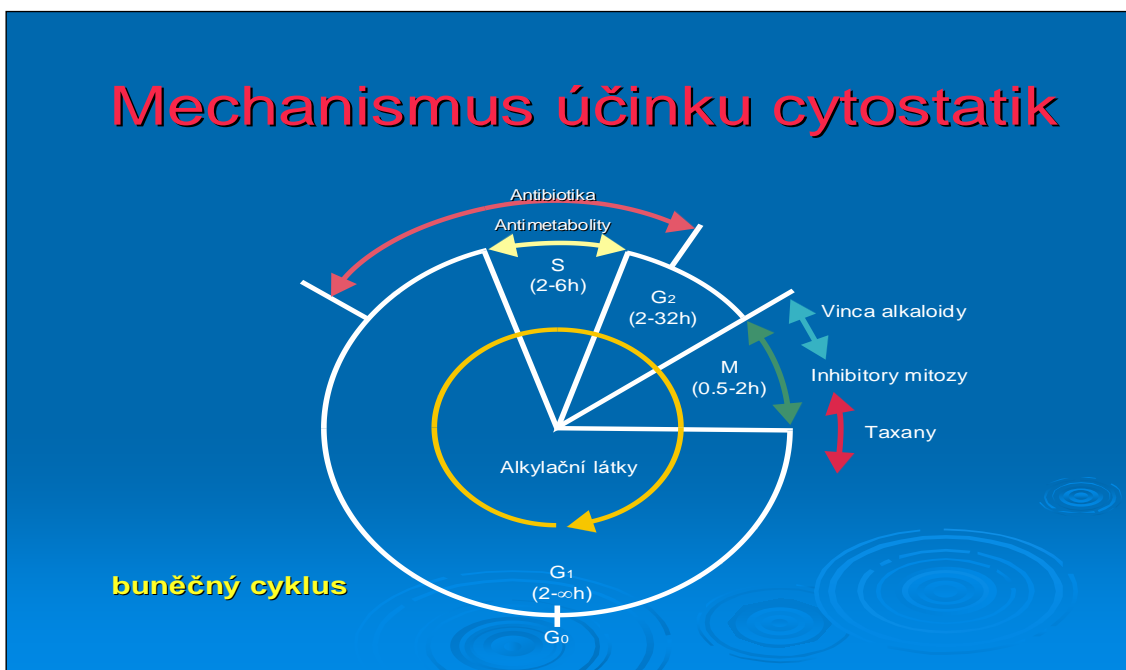 Mechanismus účinku cytostatik
Antibiotika
Antimetabolity
S
(2-6h)
G2
(2-32h)
Vinca alkaloidy
M
(0.5-2h)
Inhibitory mitozy
Taxany
Alkylační látky
buněčný cyklus
G1
(2-∞h)
G0